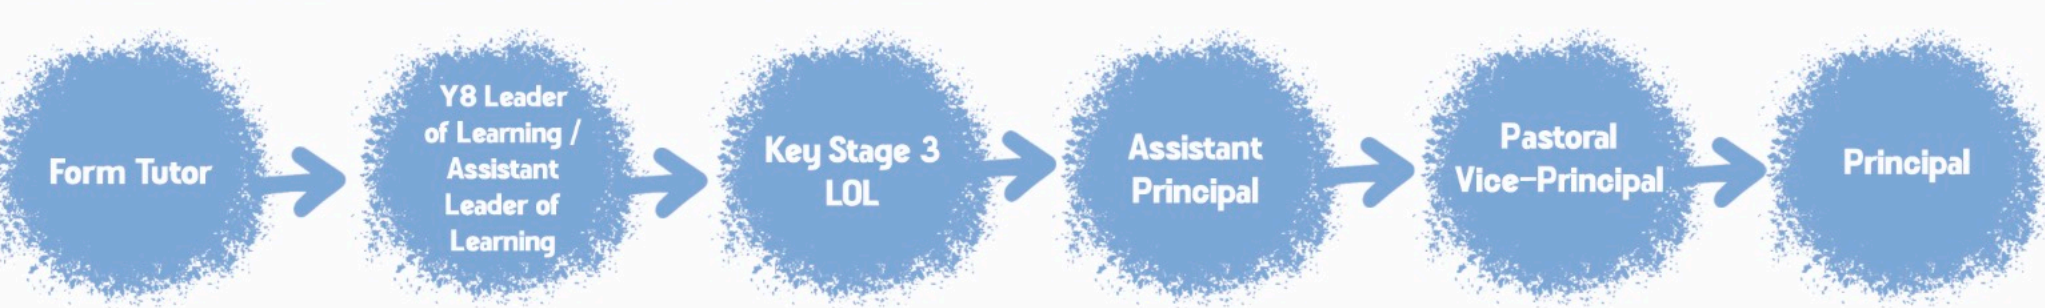 Form Tutor
Y8 Leader
of Learning /
Assistant
Leader of
Learning
Key Stage 3
LOL
Assistant
Principal
Pastoral
Vice-Principal
Principal